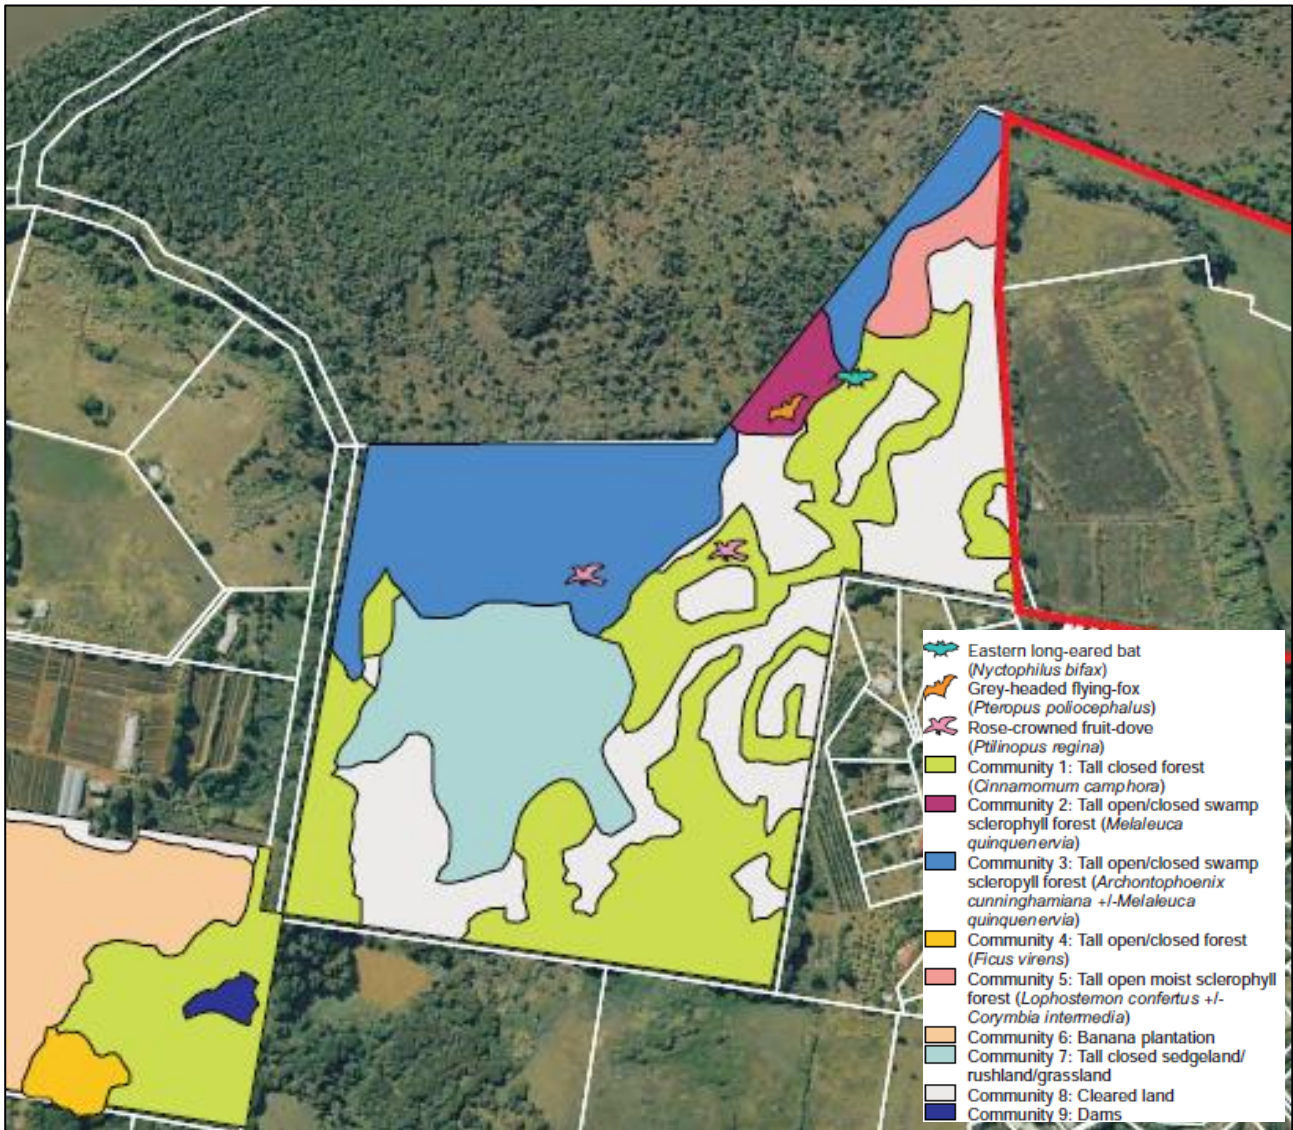 Eastern long-eared bat
(Nyctophilus bifax)
Grey-headed flying-fox
(Pteropus poliocephalus)
Rose-crowned fruit-dove
(Ptilinopus regina)
Community 1: Tall closed forest
(Cinnamomum camphora)
Community 2: Tall open/closed swamp
sclerophyll forest (Melaleuca
quinquenervia)
Community 3: Tall open/closed swamp
scleropyll forest (Archontophoenix
cunninghamiana +/-Melaleuca
quinquenervia)
Community 4: Tall open/closed forest
(Ficus virens)
Community 5: Tall open moist sclerophyll
forest (Lophostemon confertus +/-
Corymbia intermedia)
Community 6: Banana plantation
Community 7: Tall closed sedgeland/
rushland/grassland
Community 8: Cleared land
Community 9: Dams